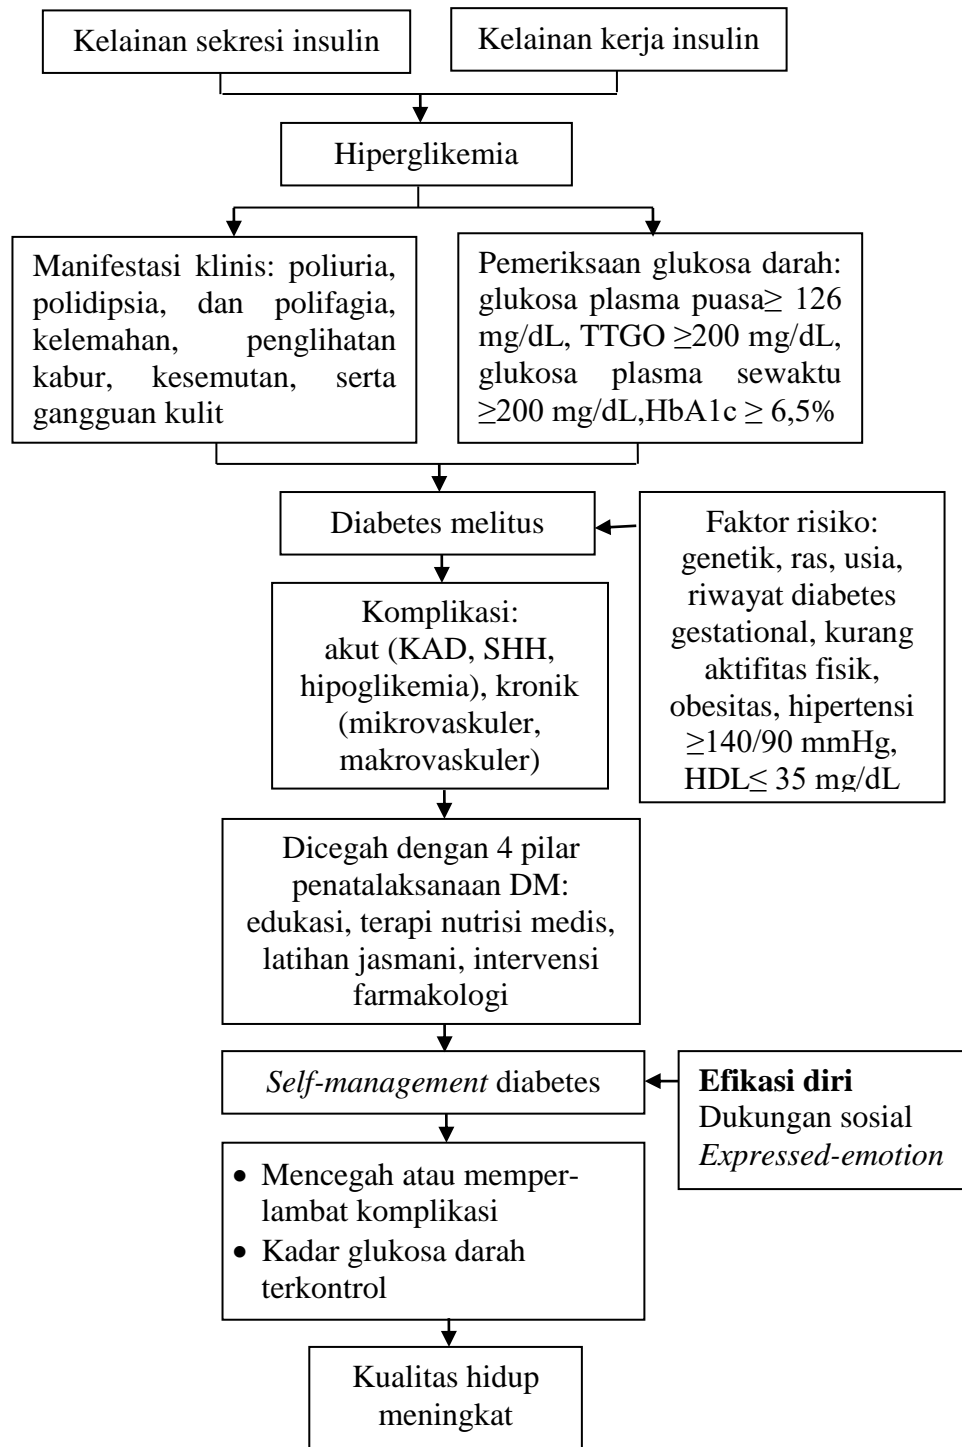 Kelainan sekresi insulin
Kelainan kerja insulin
Hiperglikemia
Manifestasi klinis: poliuria,
polidipsia, dan polifagia,
kelemahan, penglihatan
kabur, kesemutan, serta
gangguan kulit
Pemeriksaan glukosa darah:
glukosa plasma puasa≥ 126
mg/dL, TTGO ≥200 mg/dL,
glukosa plasma sewaktu
≥200 mg/dL,HbA1c ≥ 6,5%
Diabetes melitus
Faktor risiko:
genetik, ras, usia,
riwayat diabetes
gestational, kurang
aktifitas fisik,
obesitas, hipertensi
≥140/90 mmHg,
HDL≤ 35 mg/dL
Komplikasi:
akut (KAD, SHH,
hipoglikemia), kronik
(mikrovaskuler,
makrovaskuler)
Dicegah dengan 4 pilar
penatalaksanaan DM:
edukasi, terapi nutrisi medis,
latihan jasmani, intervensi
farmakologi
Self-management diabetes
Efikasi diri
Dukungan sosial
Expressed-emotion
• Mencegah atau memper-
lambat komplikasi
• Kadar glukosa darah
terkontrol
Kualitas hidup
meningkat